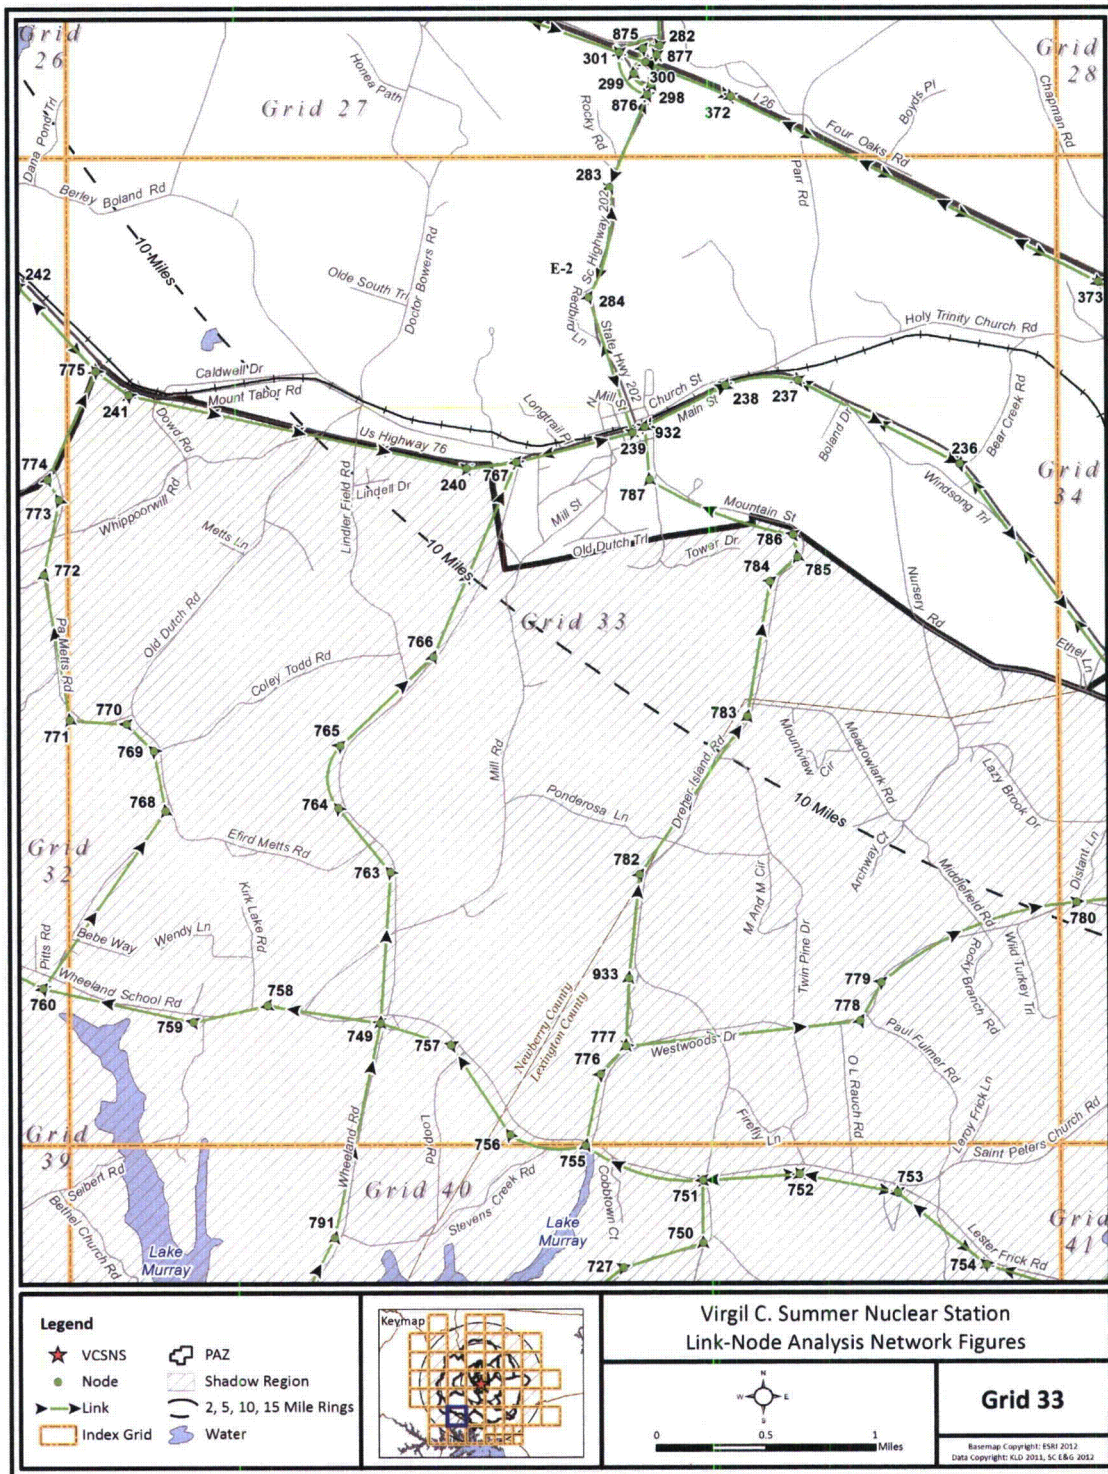 Grid
26
Grid 27
Grid
28
875
282
301
877
299
300
298
876
372
I 26
Honea Path
Dana Pond Trl
Rocky Rd
Boyds Pl
Four Oaks Rd
Chapman Rd
Parr Rd
283
Berley Boland Rd
10 Miles
Sc Highway 202
E-2
242
Olde South Trl
Doctor Bowers Rd
284
Redbird Ln
State Hwy 202
373
Holy Trinity Church Rd
775
Caldwell Dr
Mount Tabor Rd
241
Church St
Main St
238
237
N Mill St
Longtrail Pl
Bear Creek Rd
Boland Dr
Dowd Rd
Us Highway 76
239
932
236
774
240
767
787
Grid
34
773
Whippoorwill Rd
Lindler Field Rd
Lindell Dr
Mill St
Mountain St
Windsong Trl
Metts Ln
10 Miles
Old Dutch Trl
Tower Dr
786
785
772
784
Nursery Rd
Grid 33
Pa Metts Rd
Old Dutch Rd
766
Ethel Ln
Coley Todd Rd
770
771
769
765
783
Mill Rd
Mountview Cir
Meadowlark Rd
Lazy Brook Dr
Dreher Island Rd
768
764
Ponderosa Ln
10 Miles
Efird Metts Rd
Grid
32
763
782
Archway Ct
M And M Cir
Middlefield Rd
Distant Ln
Kirk Lake Rd
780
Pitts Rd
Bebe Way
Wendy Ln
Twin Pine Dr
Rocky Branch Rd
Wild Turkey Trl
Wheeland School Rd
933
779
760
758
Newberry County
Lexington County
759
749
757
777
778
Westwoods Dr
776
Paul Fulmer Rd
O L Rauch Rd
Leroy Frick Ln
Wheeland Rd
Loop Rd
Firefly Ln
Grid
39
756
755
Saint Peters Church Rd
Seibert Rd
Grid 40
Stevens Creek Rd
Cobbtown Ct
751
752
753
Bethel Church Rd
791
Lake
Murray
Lake
Murray
750
727
Lester Frick Rd
754
Grid
41
Legend
VCSNS
PAZ
Node
Shadow Region
Link
2, 5, 10, 15 Mile Rings
Index Grid
Water
Keymap
Virgil C. Summer Nuclear Station
Link-Node Analysis Network Figures
N
W
E
S
0
0.5
1
Miles
Grid 33
Basemap Copyright: ESRI 2012
Data Copyright: KLD 2011, SC E&G 2012